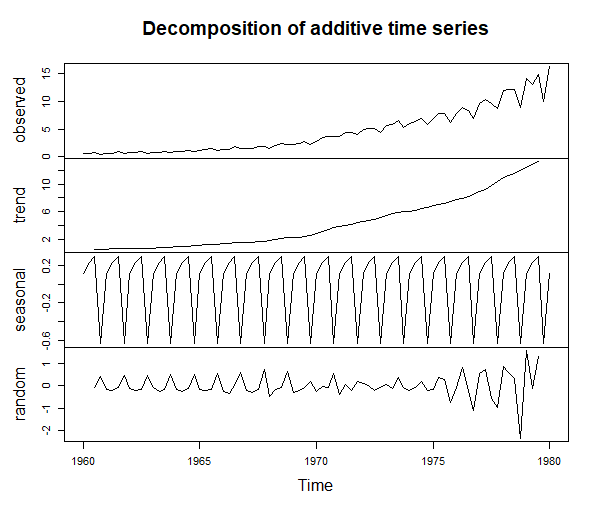 Decomposition of additive time series
observed
0 5 10 15
trend
2 6 10
seasonal
-0.6 -0.2 0.2
random
-2 -1 0 1
1960 1965 1970 1975 1980
Time